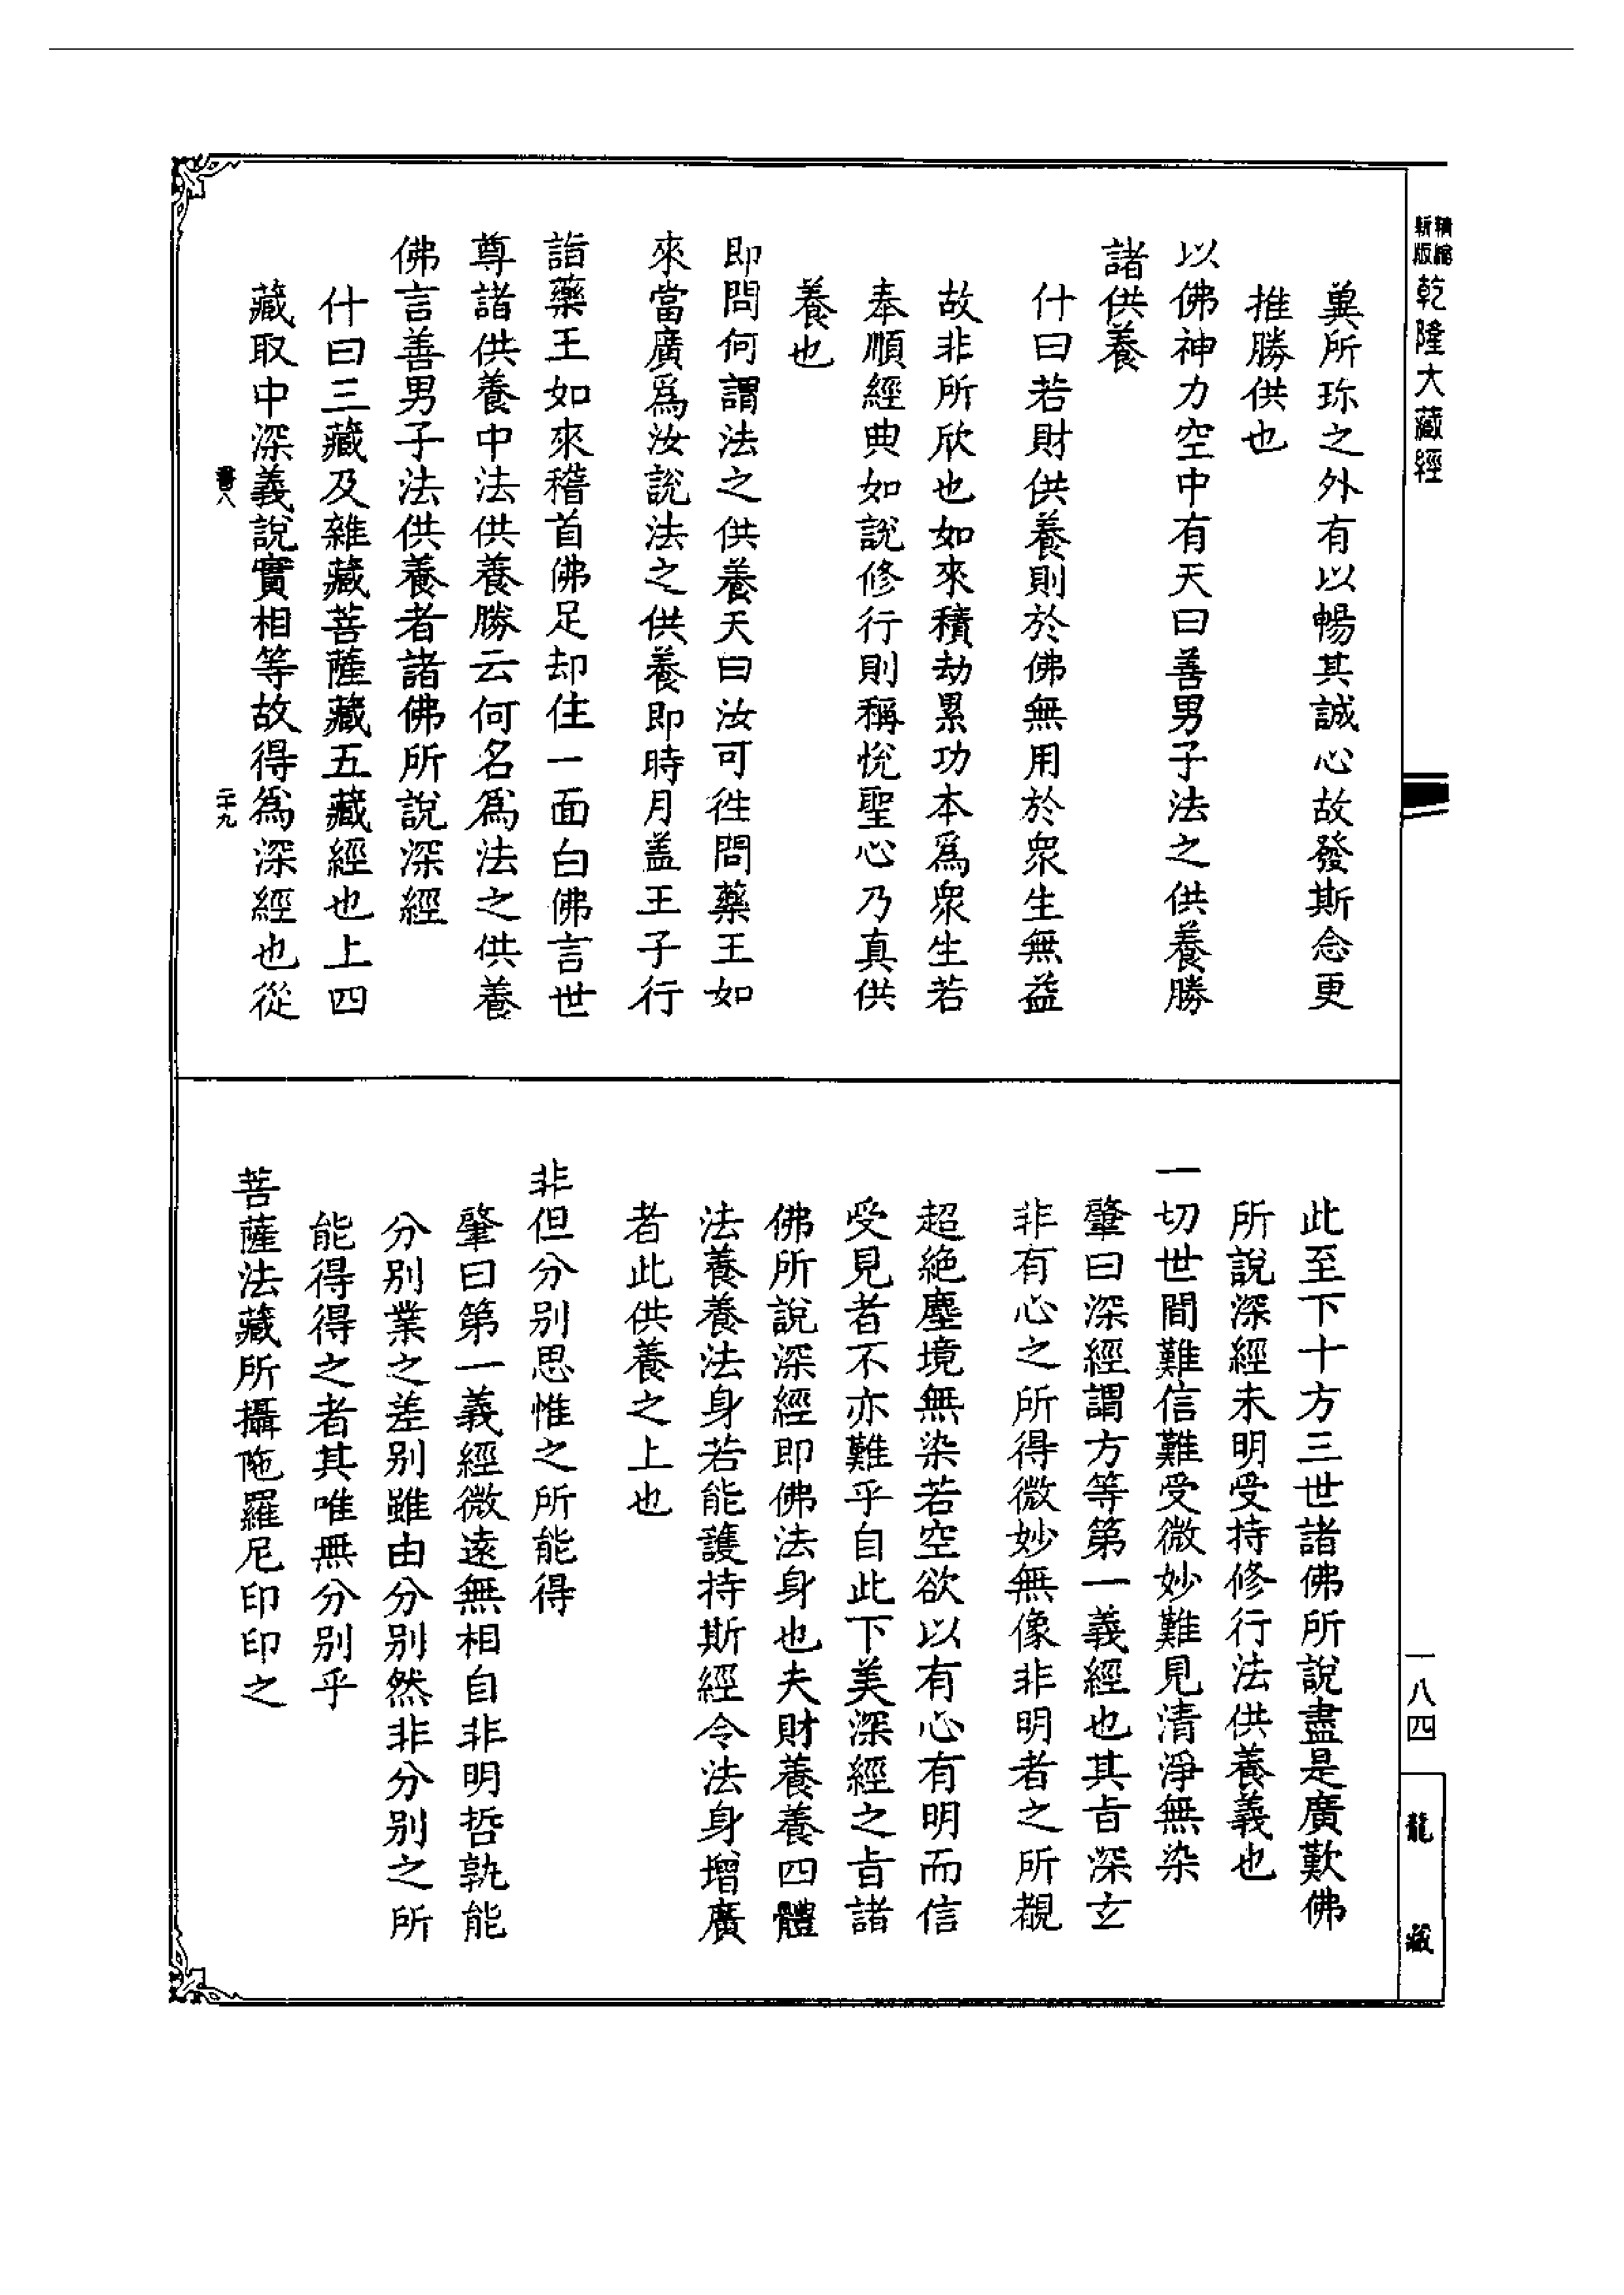 精縮新版 乾隆大藏經
冀所珎之外有以暢其誠心故發斯念更
推勝供也
以佛神力空中有天曰善男子法之供養勝
諸供養
什曰若財供養則於佛無用於衆生無益
故非所欣也如來積劫累功本爲衆生若
奉順經典如說修行則稱悅聖心乃真供
養也
即問何謂法之供養天曰汝可徃問藥王如
來當廣爲汝說法之供養即時月盖王子行
詣藥王如來稽首佛足却住一面白佛言世
尊諸供養中法供養勝云何名爲法之供養
佛言善男子法供養者諸佛所說深經
什曰三藏及雜藏菩薩藏五藏經也上四
藏取中深義說實相等故得爲深經也從
書八 二十九
此至下十方三世諸佛所說盡是廣歎佛
所說深經未明受持修行法供養義也
一切世間難信難受微妙難見清淨無染
肇曰深經謂方等第一義經也其旨深玄
非有心之所得微妙無像非明者之所覩
超絶塵境無染若空欲以有心有明而信
受見者不亦難乎自此下美深經之旨諸
佛所說深經即佛法身也夫財養養四體
法養養法身若能護持斯經令法身增廣
者此供養之上也
非但分别思惟之所能得
肇曰第一義經微遠無相自非明哲孰能
分别業之差别雖由分别然非分别之所
能得得之者其唯無分别乎
菩薩法藏所攝陁羅尼印印之
一八四
龍藏